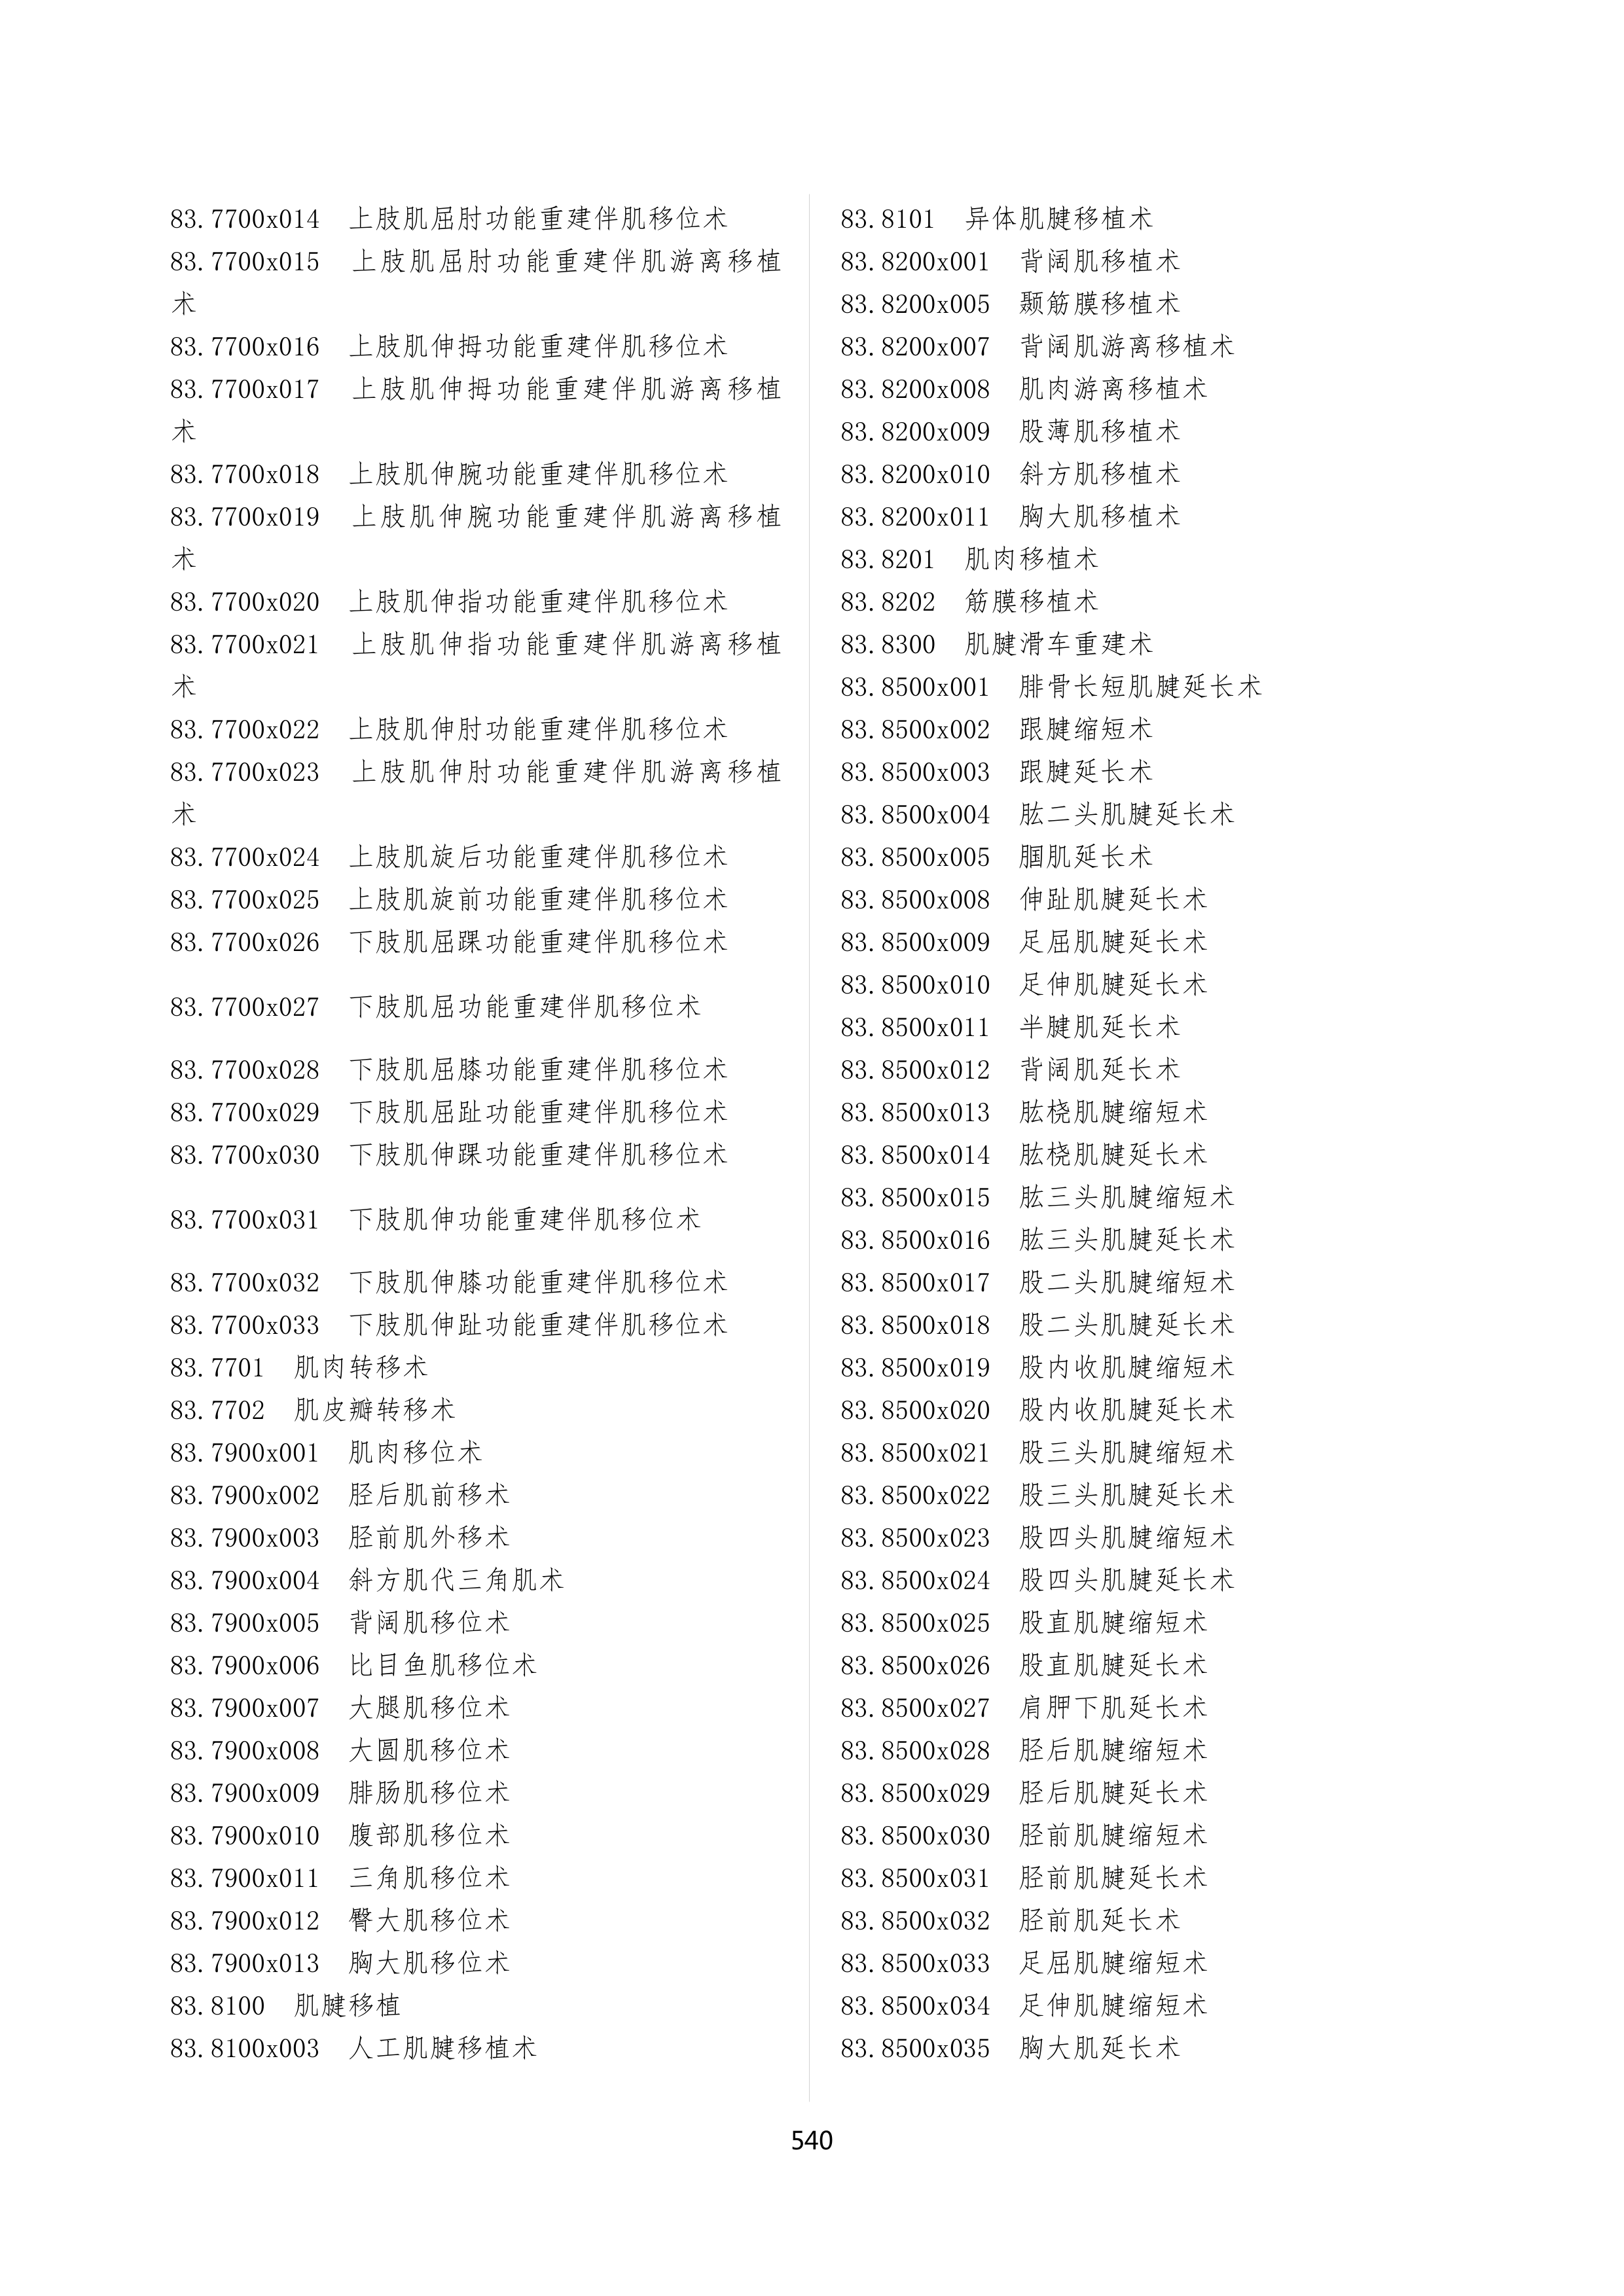 83.7700x014 上肢肌屈肘功能重建伴肌移位术
83.7700x015 上肢肌屈肘功能重建伴肌游离移植
术
83.7700x016 上肢肌伸拇功能重建伴肌移位术
83.7700x017 上肢肌伸拇功能重建伴肌游离移植
术
83.7700x018 上肢肌伸腕功能重建伴肌移位术
83.7700x019 上肢肌伸腕功能重建伴肌游离移植
术
83.7700x020 上肢肌伸指功能重建伴肌移位术
83.7700x021 上肢肌伸指功能重建伴肌游离移植
术
83.7700x022 上肢肌伸肘功能重建伴肌移位术
83.7700x023 上肢肌伸肘功能重建伴肌游离移植
术
83.7700x024 上肢肌旋后功能重建伴肌移位术
83.7700x025 上肢肌旋前功能重建伴肌移位术
83.7700x026 下肢肌屈踝功能重建伴肌移位术
83.7700x027 下肢肌屈功能重建伴肌移位术
83.7700x028 下肢肌屈膝功能重建伴肌移位术
83.7700x029 下肢肌屈趾功能重建伴肌移位术
83.7700x030 下肢肌伸踝功能重建伴肌移位术
83.7700x031 下肢肌伸功能重建伴肌移位术
83.7700x032 下肢肌伸膝功能重建伴肌移位术
83.7700x033 下肢肌伸趾功能重建伴肌移位术
83.7701 肌肉转移术
83.7702 肌皮瓣转移术
83.7900x001 肌肉移位术
83.7900x002 胫后肌前移术
83.7900x003 胫前肌外移术
83.7900x004 斜方肌代三角肌术
83.7900x005 背阔肌移位术
83.7900x006 比目鱼肌移位术
83.7900x007 大腿肌移位术
83.7900x008 大圆肌移位术
83.7900x009 腓肠肌移位术
83.7900x010 腹部肌移位术
83.7900x011 三角肌移位术
83.7900x012 臀大肌移位术
83.7900x013 胸大肌移位术
83.8100 肌腱移植
83.8100x003 人工肌腱移植术
83.8101 异体肌腱移植术
83.8200x001 背阔肌移植术
83.8200x005 颞筋膜移植术
83.8200x007 背阔肌游离移植术
83.8200x008 肌肉游离移植术
83.8200x009 股薄肌移植术
83.8200x010 斜方肌移植术
83.8200x011 胸大肌移植术
83.8201 肌肉移植术
83.8202 筋膜移植术
83.8300 肌腱滑车重建术
83.8500x001 腓骨长短肌腱延长术
83.8500x002 跟腱缩短术
83.8500x003 跟腱延长术
83.8500x004 肱二头肌腱延长术
83.8500x005 腘肌延长术
83.8500x008 伸趾肌腱延长术
83.8500x009 足屈肌腱延长术
83.8500x010 足伸肌腱延长术
83.8500x011 半腱肌延长术
83.8500x012 背阔肌延长术
83.8500x013 肱桡肌腱缩短术
83.8500x014 肱桡肌腱延长术
83.8500x015 肱三头肌腱缩短术
83.8500x016 肱三头肌腱延长术
83.8500x017 股二头肌腱缩短术
83.8500x018 股二头肌腱延长术
83.8500x019 股内收肌腱缩短术
83.8500x020 股内收肌腱延长术
83.8500x021 股三头肌腱缩短术
83.8500x022 股三头肌腱延长术
83.8500x023 股四头肌腱缩短术
83.8500x024 股四头肌腱延长术
83.8500x025 股直肌腱缩短术
83.8500x026 股直肌腱延长术
83.8500x027 肩胛下肌延长术
83.8500x028 胫后肌腱缩短术
83.8500x029 胫后肌腱延长术
83.8500x030 胫前肌腱缩短术
83.8500x031 胫前肌腱延长术
83.8500x032 胫前肌延长术
83.8500x033 足屈肌腱缩短术
83.8500x034 足伸肌腱缩短术
83.8500x035 胸大肌延长术
540